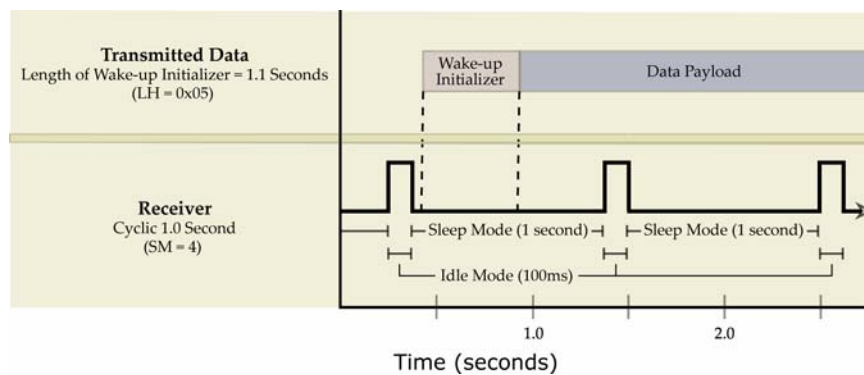 Transmitted Data
Length of Wake-up Initializer = 1.1 Seconds
(LH = 0x05)
Wake-up
Initializer
Data Payload
Receiver
Cyclic 1.0 Second
(SM = 4)
Sleep Mode (1 second)
Sleep Mode (1 second)
Idle Mode (100ms)
1.0
2.0
Time (seconds)